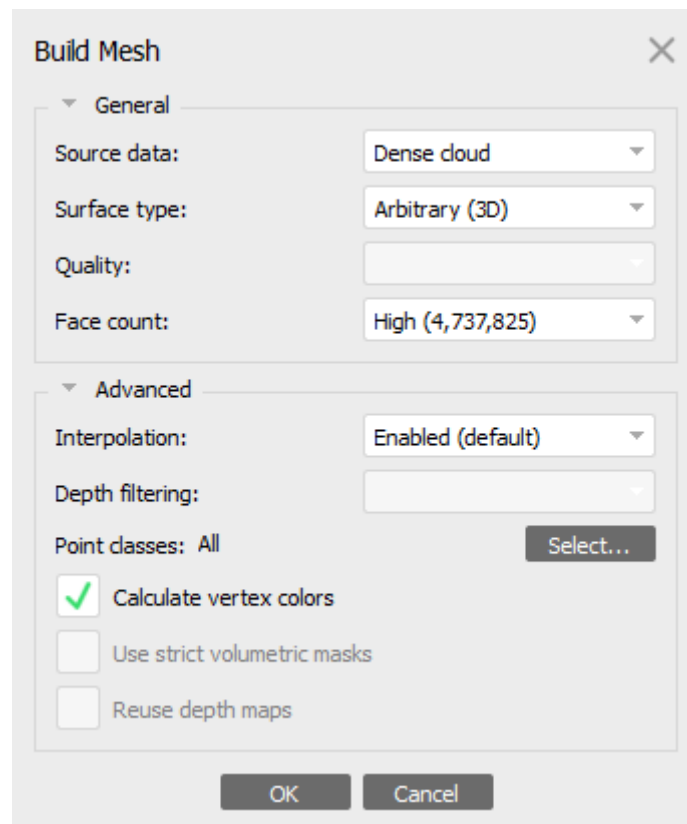 Build Mesh
General
Source data: Dense cloud
Surface type: Arbitrary (3D)
Quality:
Face count: High (4,737,825)
Advanced
Interpolation: Enabled (default)
Depth filtering:
Point classes: All Select...
Calculate vertex colors
Use strict volumetric masks
Reuse depth maps
OK Cancel